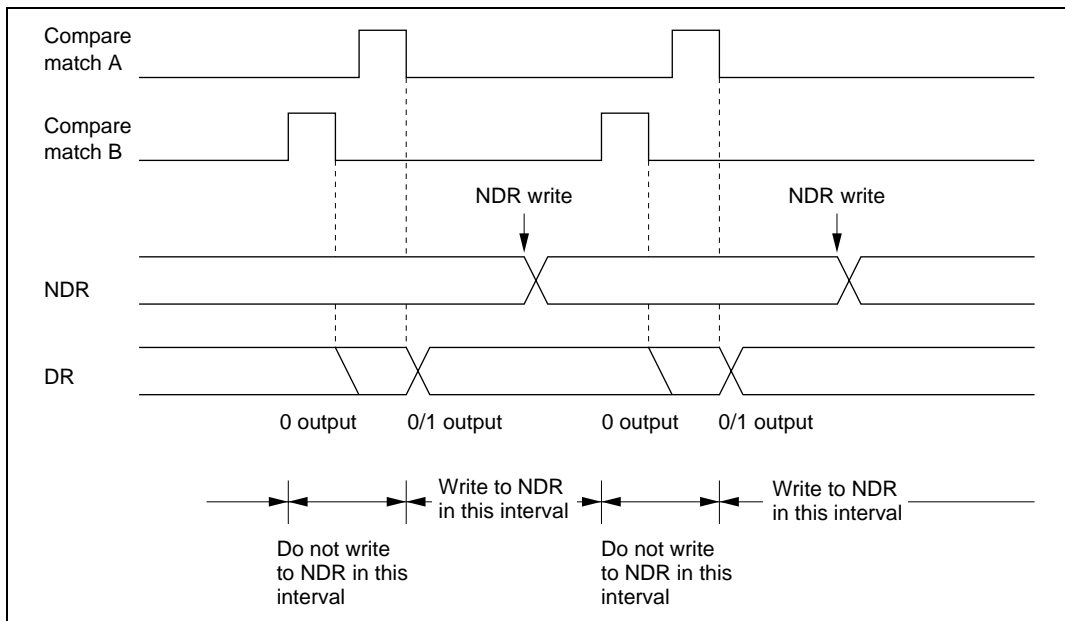 Compare
match A
Compare
match B
NDR write
NDR write
NDR
DR
0 output
0/1 output
0 output
0/1 output
Write to NDR
in this interval
Write to NDR
in this interval
Do not write
to NDR in this
interval
Do not write
to NDR in this
interval